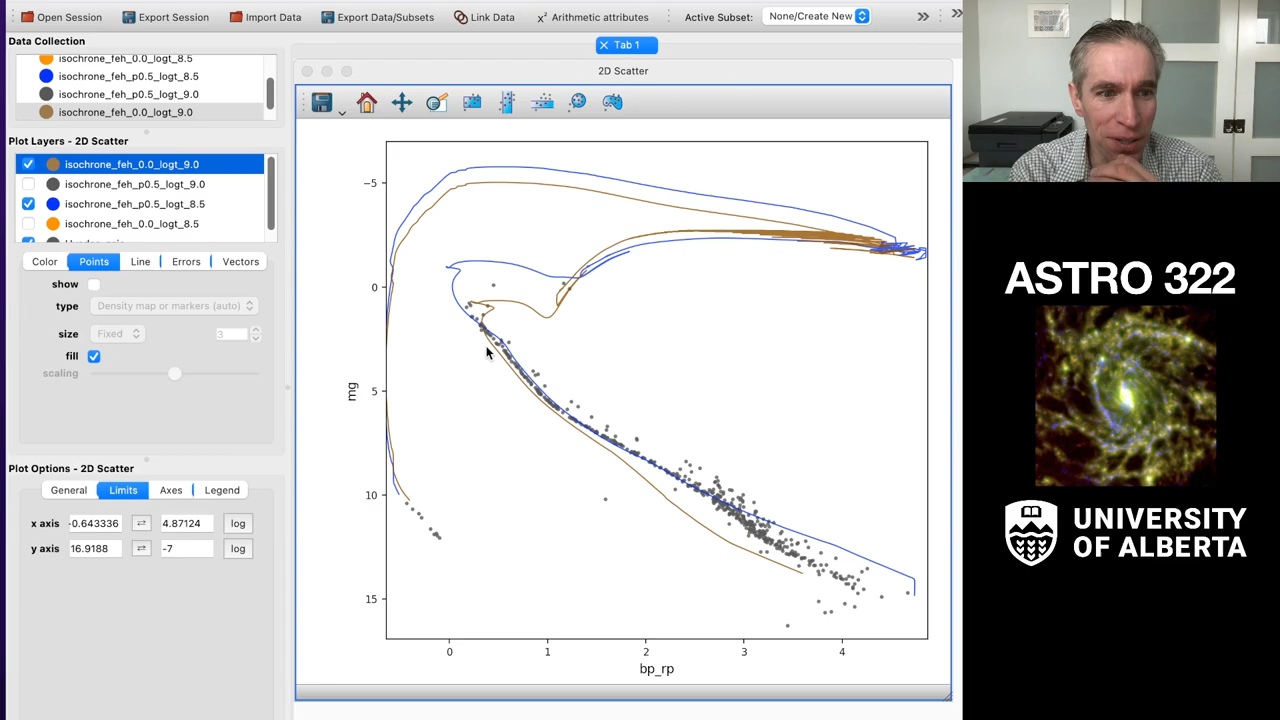 Open Session
Export Session
Import Data
Export Data/Subsets
Link Data
x² Arithmetic attributes
Active Subset:
None/Create New
»
»
Data Collection
isochrone_feh_0.0_logt_8.5
isochrone_feh_p0.5_logt_8.5
isochrone_feh_p0.5_logt_9.0
isochrone_feh_0.0_logt_9.0
Plot Layers - 2D Scatter
isochrone_feh_0.0_logt_9.0
isochrone_feh_p0.5_logt_9.0
isochrone_feh_p0.5_logt_8.5
isochrone_feh_0.0_logt_8.5
Color
Points
Line
Errors
Vectors
show
type
Density map or markers (auto)
size
Fixed
3
fill
scaling
Plot Options - 2D Scatter
General
Limits
Axes
Legend
x axis
-0.643336
4.87124
log
y axis
16.9188
-7
log
Tab 1
2D Scatter
−5
0
5
10
15
mg
0
1
2
3
4
bp_rp
ASTRO 322
UNIVERSITY
OF ALBERTA